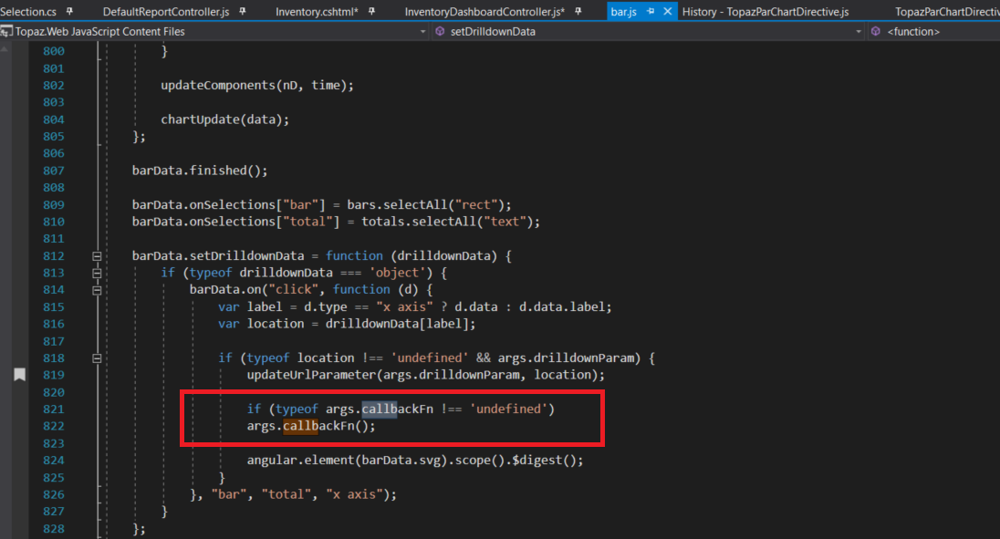 Selection.cs DefaultReportController.js Inventory.cshtml* InventoryDashboardController.js* bar.js History - TopazParChartDirective.js TopazParChartDirectiv
Topaz.Web JavaScript Content Files setDrilldownData <function>
800 }
801
802 updateComponents(nD, time);
803
804 chartUpdate(data);
805 };
806
807 barData.finished();
808
809 barData.onSelections["bar"] = bars.selectAll("rect");
810 barData.onSelections["total"] = totals.selectAll("text");
811
812 barData.setDrilldownData = function (drilldownData) {
813 if (typeof drilldownData === 'object') {
814 barData.on("click", function (d) {
815 var label = d.type == "x axis" ? d.data : d.data.label;
816 var location = drilldownData[label];
817
818 if (typeof location !== 'undefined' && args.drilldownParam) {
819 updateUrlParameter(args.drilldownParam, location);
820
821 if (typeof args.callbackFn !== 'undefined')
822 args.callbackFn();
823
824 angular.element(barData.svg).scope().$digest();
825 }
826 }, "bar", "total", "x axis");
827 }
828 };